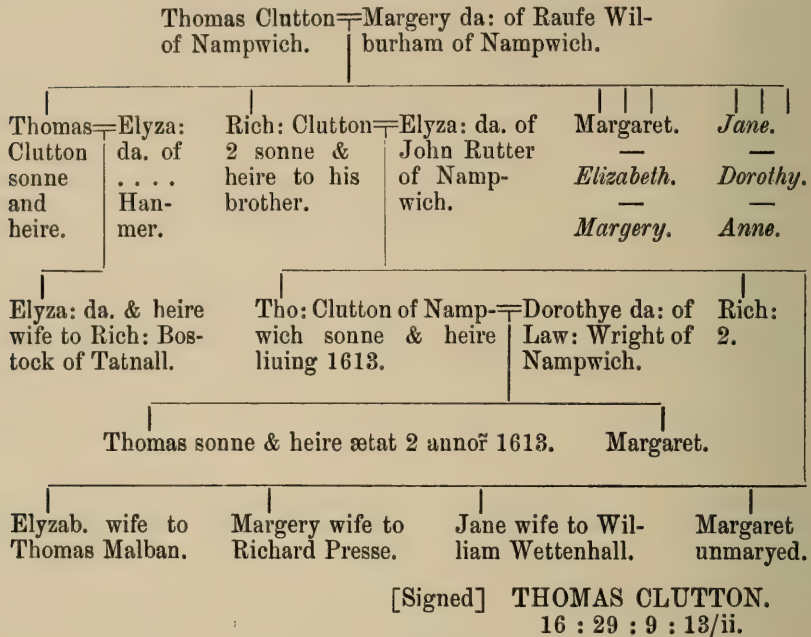 Thomas Clutton Margery da: of Raufe Wil-
of Nampwich. burham of Nampwich.
Thomas Elyza: Rich: Clutton Elyza: da. of Margaret. Jane.
Clutton da. of 2 sonne & John Rutter — —
sonne . . . . heire to his of Namp- Elizabeth. Dorothy.
and Han- brother. wich. — —
heire. mer. Margery. Anne.
Elyza: da. & heire Tho: Clutton of Namp- Dorothye da: of Rich:
wife to Rich: Bos- wich sonne & heire Law: Wright of 2.
tock of Tatnall. liuing 1613. Nampwich.
Thomas sonne & heire ætat 2 annor̃ 1613. Margaret.
Elyzab. wife to Margery wife to Jane wife to Wil- Margaret
Thomas Malban. Richard Presse. liam Wettenhall. unmaryed.
[Signed] THOMAS CLUTTON.
16 : 29 : 9 : 13/ii.